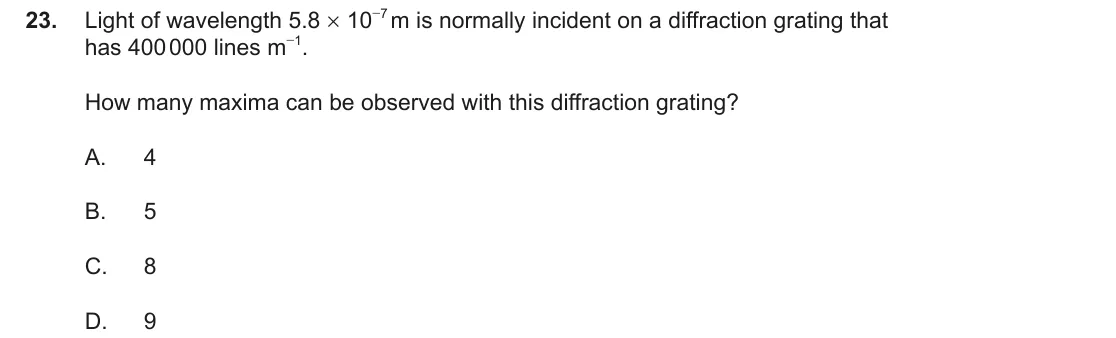 23. Light of wavelength 5.8 × 10⁻⁷ m is normally incident on a diffraction grating that
has 400 000 lines m⁻¹.
How many maxima can be observed with this diffraction grating?
A. 4
B. 5
C. 8
D. 9